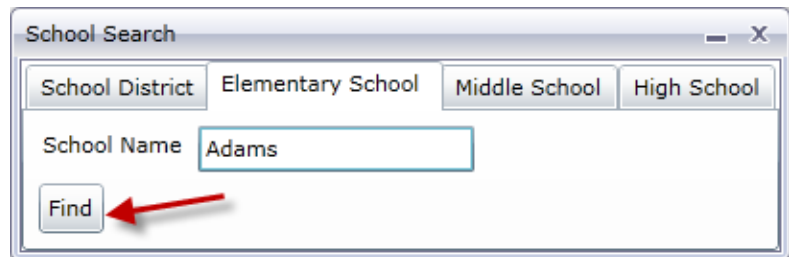 School Search
School District Elementary School Middle School High School
School Name Adams
Find